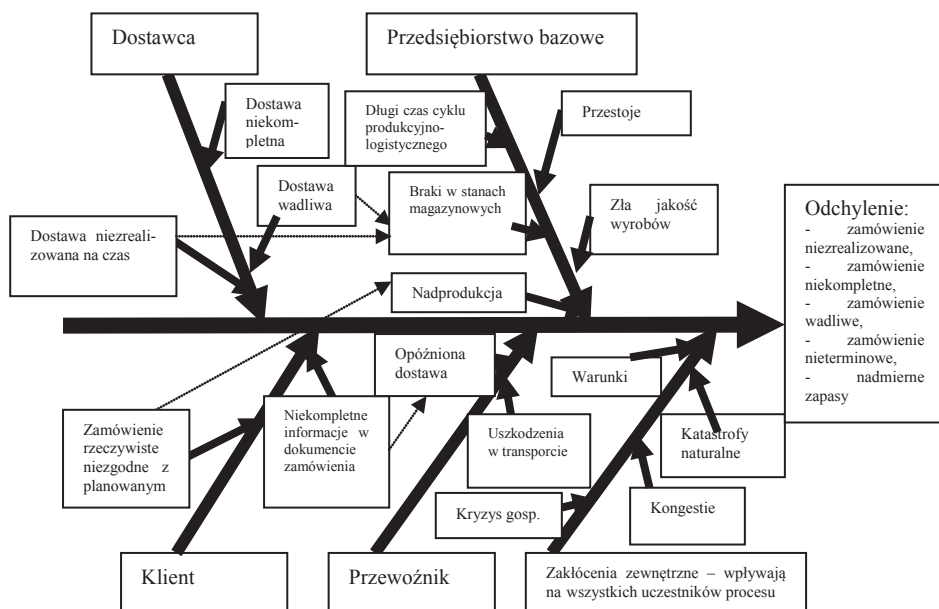 Dostawca
Przedsiębiorstwo bazowe
Dostawa
niekom-
pletna
Długi czas cyklu
produkcyjno-
logistycznego
Przestoje
Dostawa
wadliwa
Braki w stanach
magazynowych
Zła jakość
wyrobów
Dostawa niezreali-
zowana na czas
Nadprodukcja
Odchylenie:
- zamówienie
niezrealizowane,
- zamówienie
niekompletne,
- zamówienie
wadliwe,
- zamówienie
nieterminowe,
- nadmierne
zapasy
Opóźniona
dostawa
Warunki
Zamówienie
rzeczywiste
niezgodne z
planowanym
Niekompletne
informacje w
dokumencie
zamówienia
Uszkodzenia
w transporcie
Katastrofy
naturalne
Kryzys gosp.
Kongestie
Klient
Przewoźnik
Zakłócenia zewnętrzne – wpływają
na wszystkich uczestników procesu